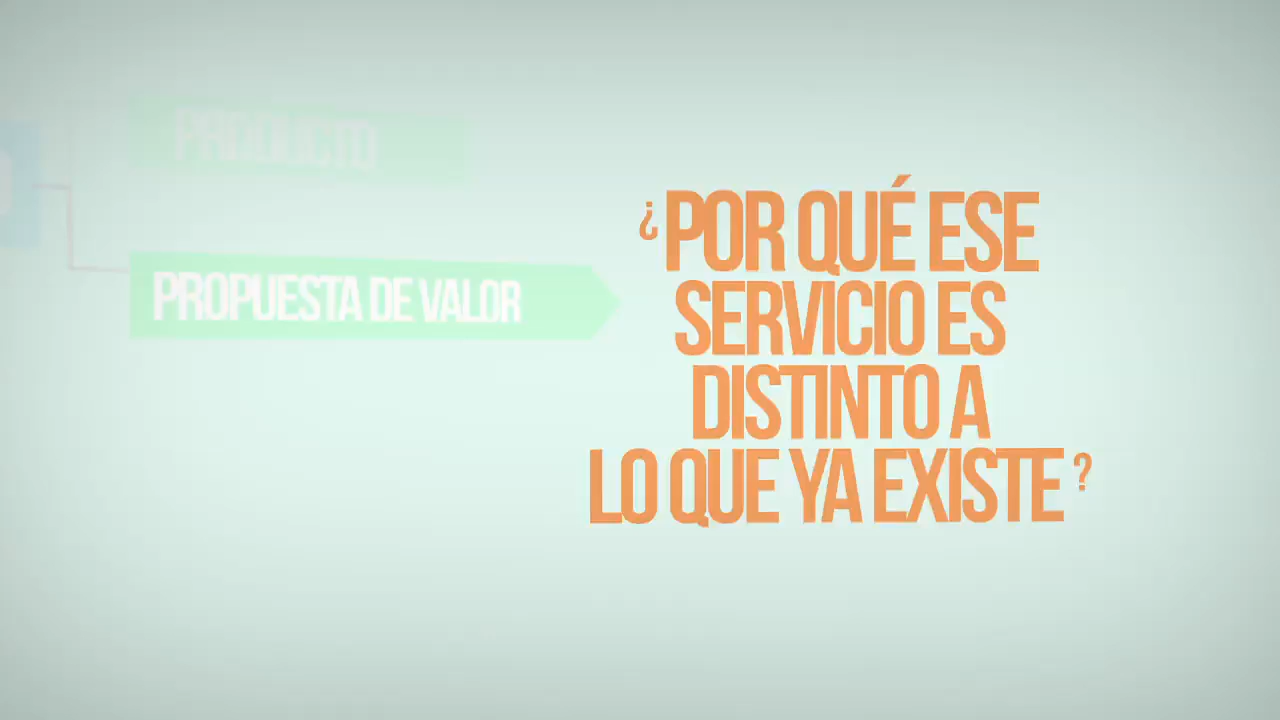 PRODUCTO
PROPUESTA DE VALOR
¿POR QUÉ ESE
SERVICIO ES
DISTINTO A
LO QUE YA EXISTE?